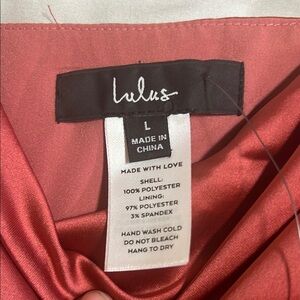 Lulus
L
MADE IN
CHINA
MADE WITH LOVE
SHELL:
100% POLYESTER
LINING:
97% POLYESTER
3% SPANDEX
HAND WASH COLD
DO NOT BLEACH
HANG TO DRY